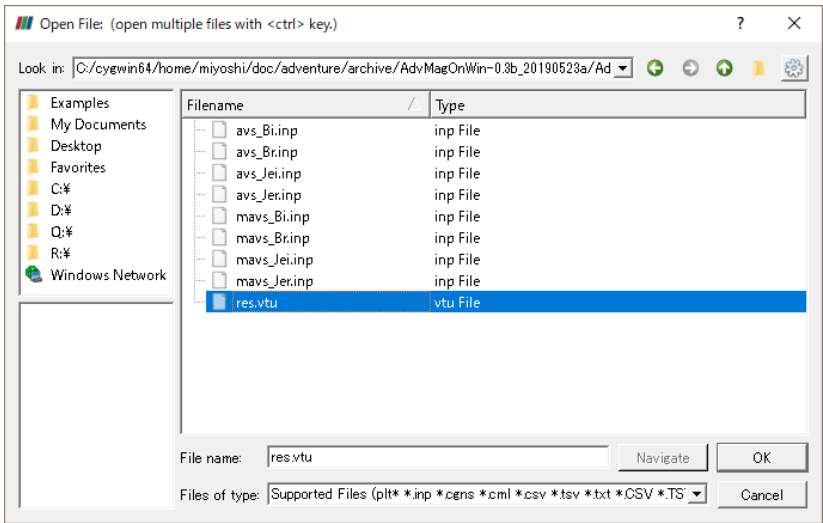 Open File: (open multiple files with <ctrl> key.)
Look in: C:/cygwin64/home/miyoshi/doc/adventure/archive/AdvMagOnWin-0.3b_20190523a/Ad
Examples
My Documents
Desktop
Favorites
C:¥
D:¥
Q:¥
R:¥
Windows Network
Filename Type
avs_Bi.inp inp File
avs_Br.inp inp File
avs_Jei.inp inp File
avs_Jer.inp inp File
mavs_Bi.inp inp File
mavs_Br.inp inp File
mavs_Jei.inp inp File
mavs_Jer.inp inp File
res.vtu vtu File
File name: res.vtu Navigate OK
Files of type: Supported Files (plt* *.inp *.cgns *.cml *.csv *.tsv *.txt *.CSV *.TS Cancel